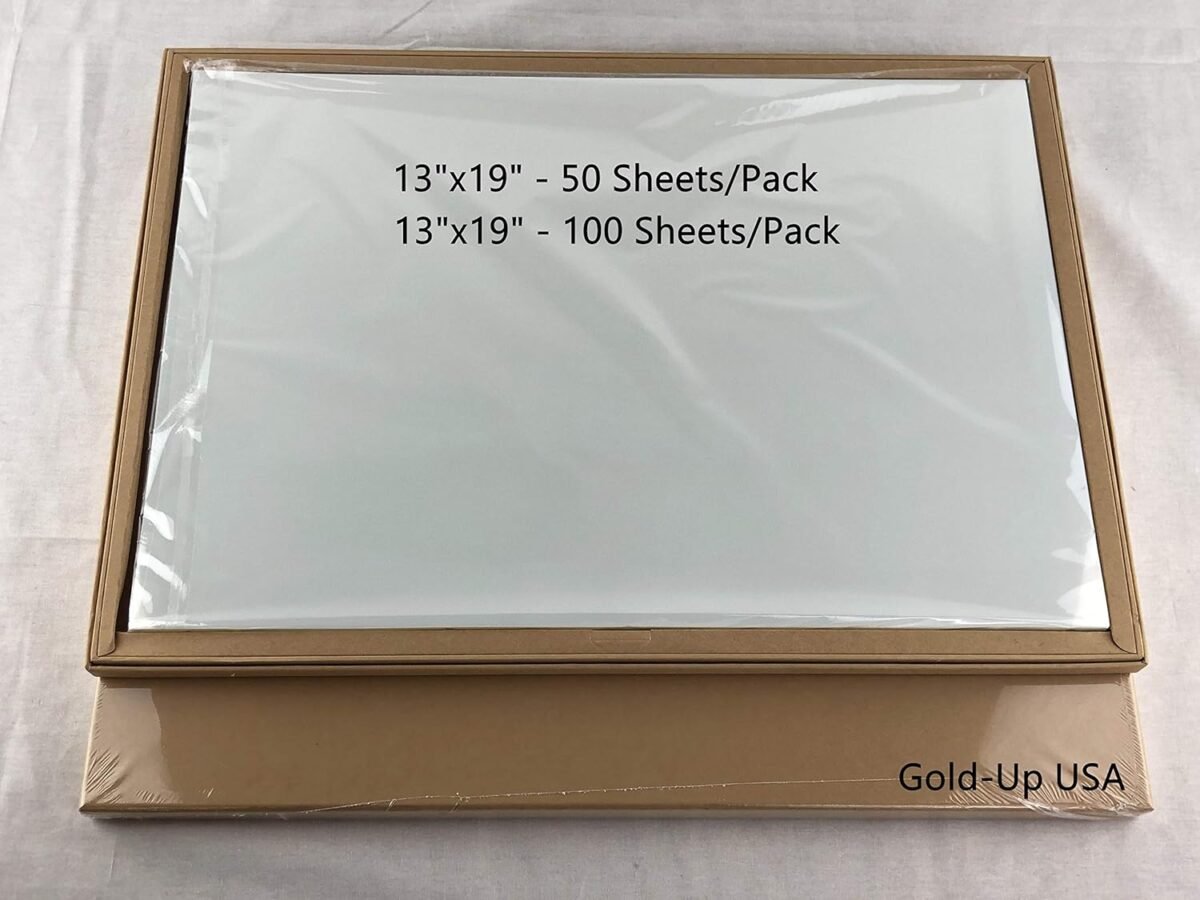 13"x19" - 50 Sheets/Pack
13"x19" - 100 Sheets/Pack
Gold-Up USA